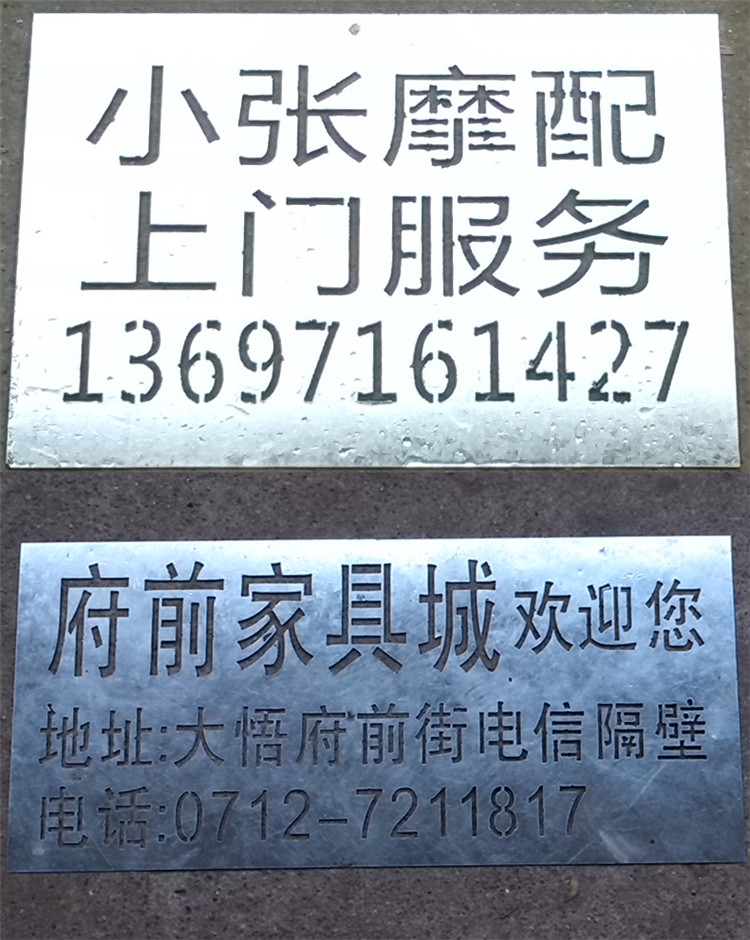 小张摩配
上门服务
13697161427
府前家具城欢迎您
地址:大悟府前街电信隔壁
电话:0712-7211817